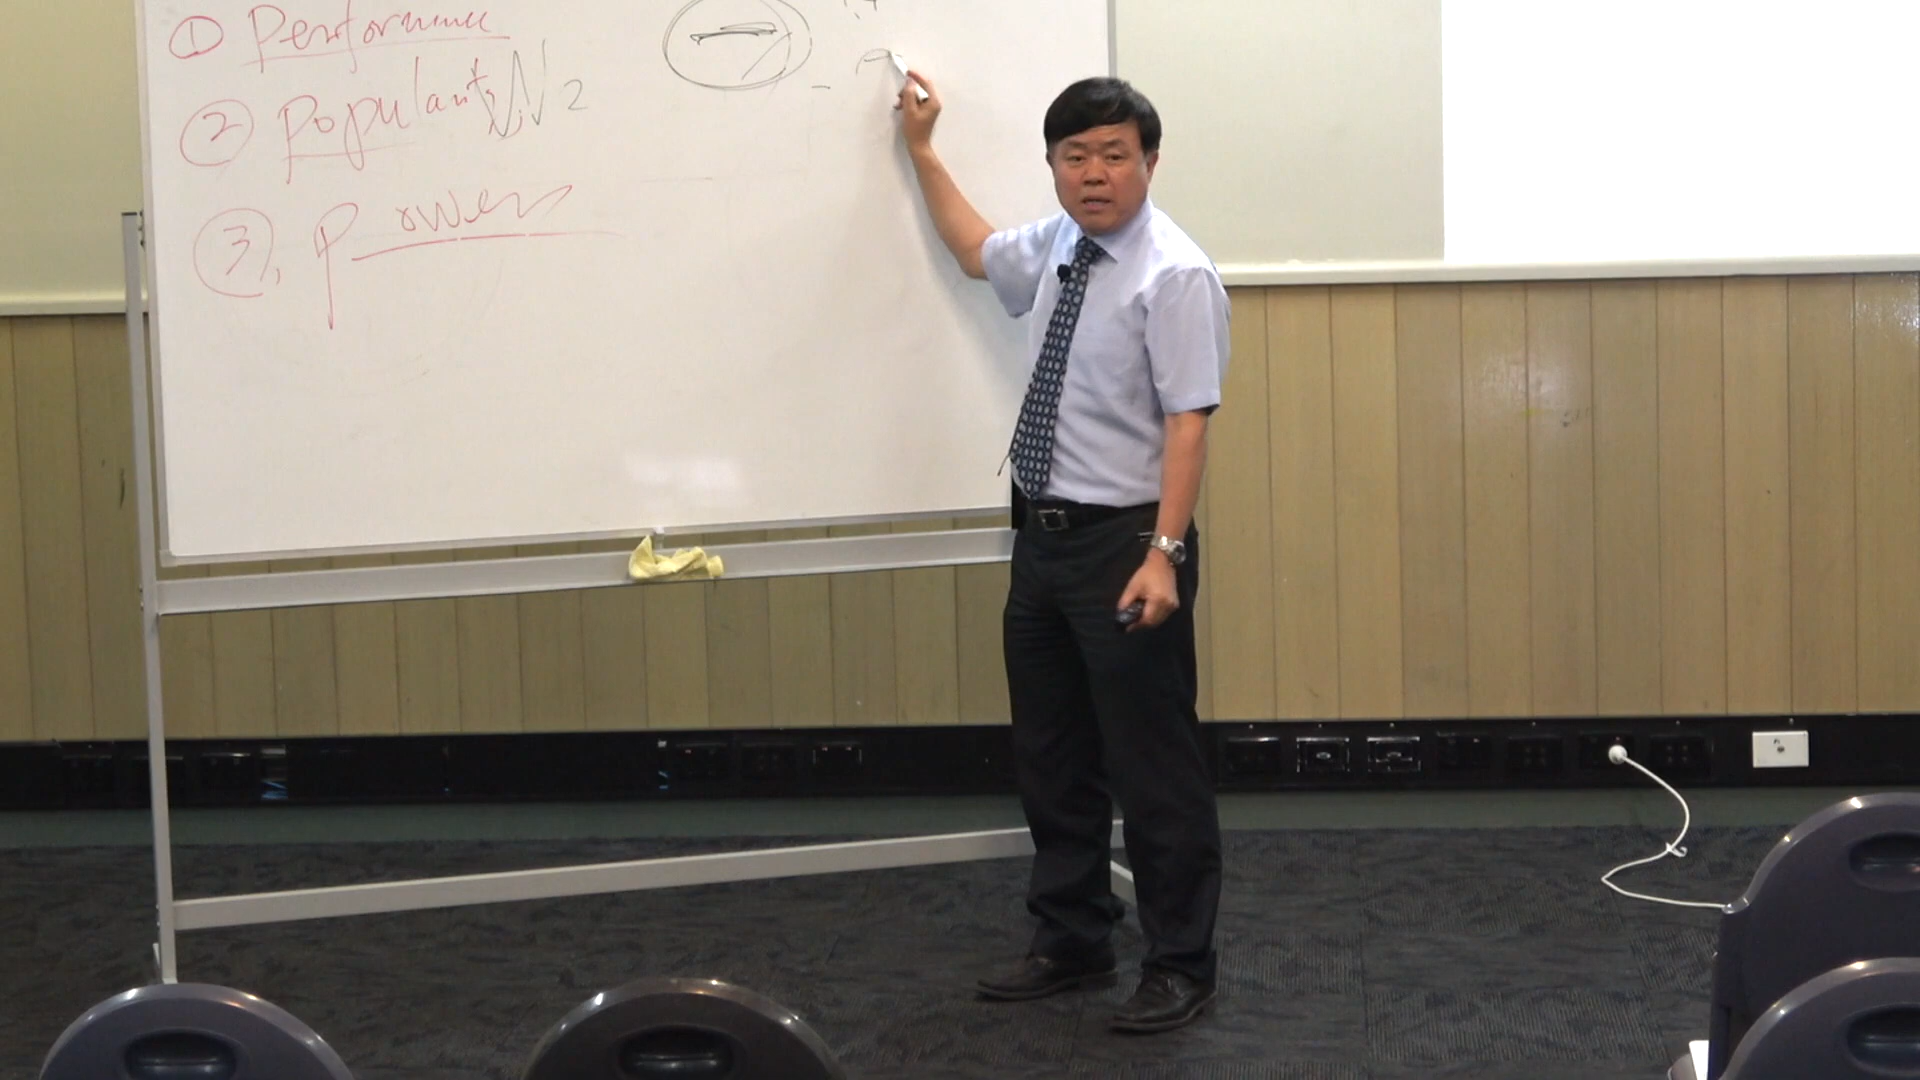 ① Performance
② Popularity 2
③. Power